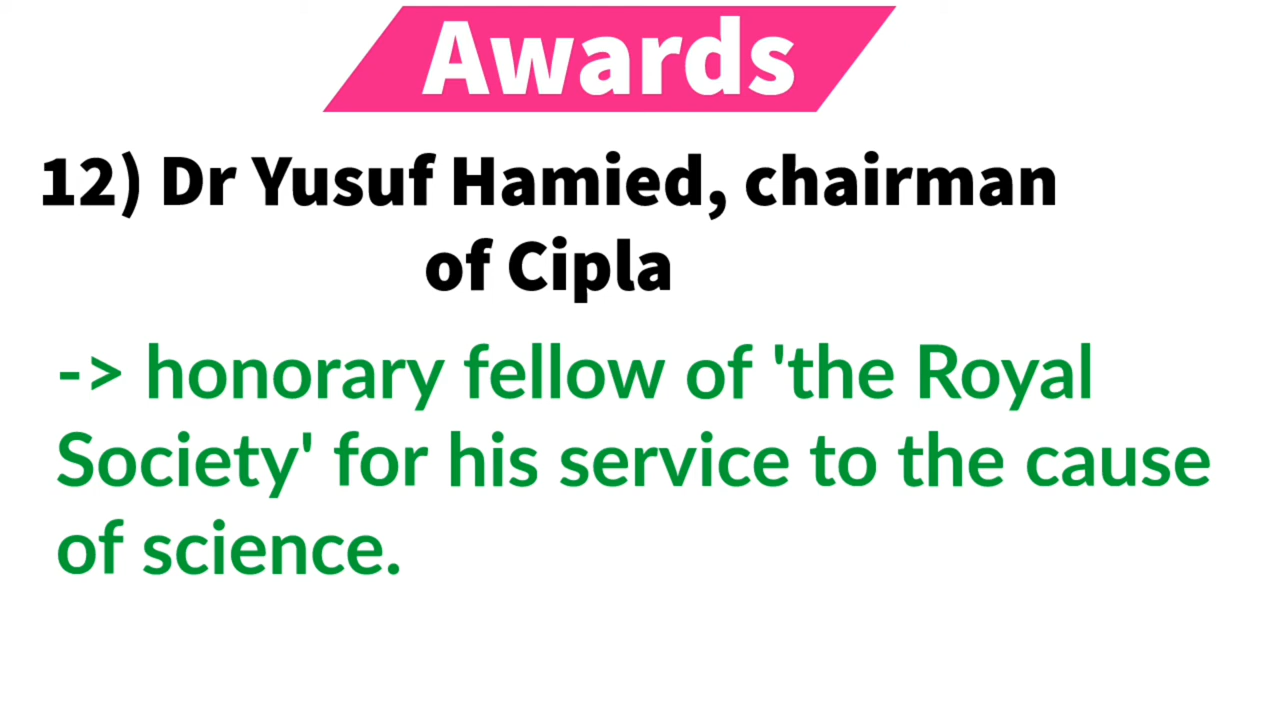 Awards
12) Dr Yusuf Hamied, chairman
of Cipla
-> honorary fellow of 'the Royal
Society' for his service to the cause
of science.